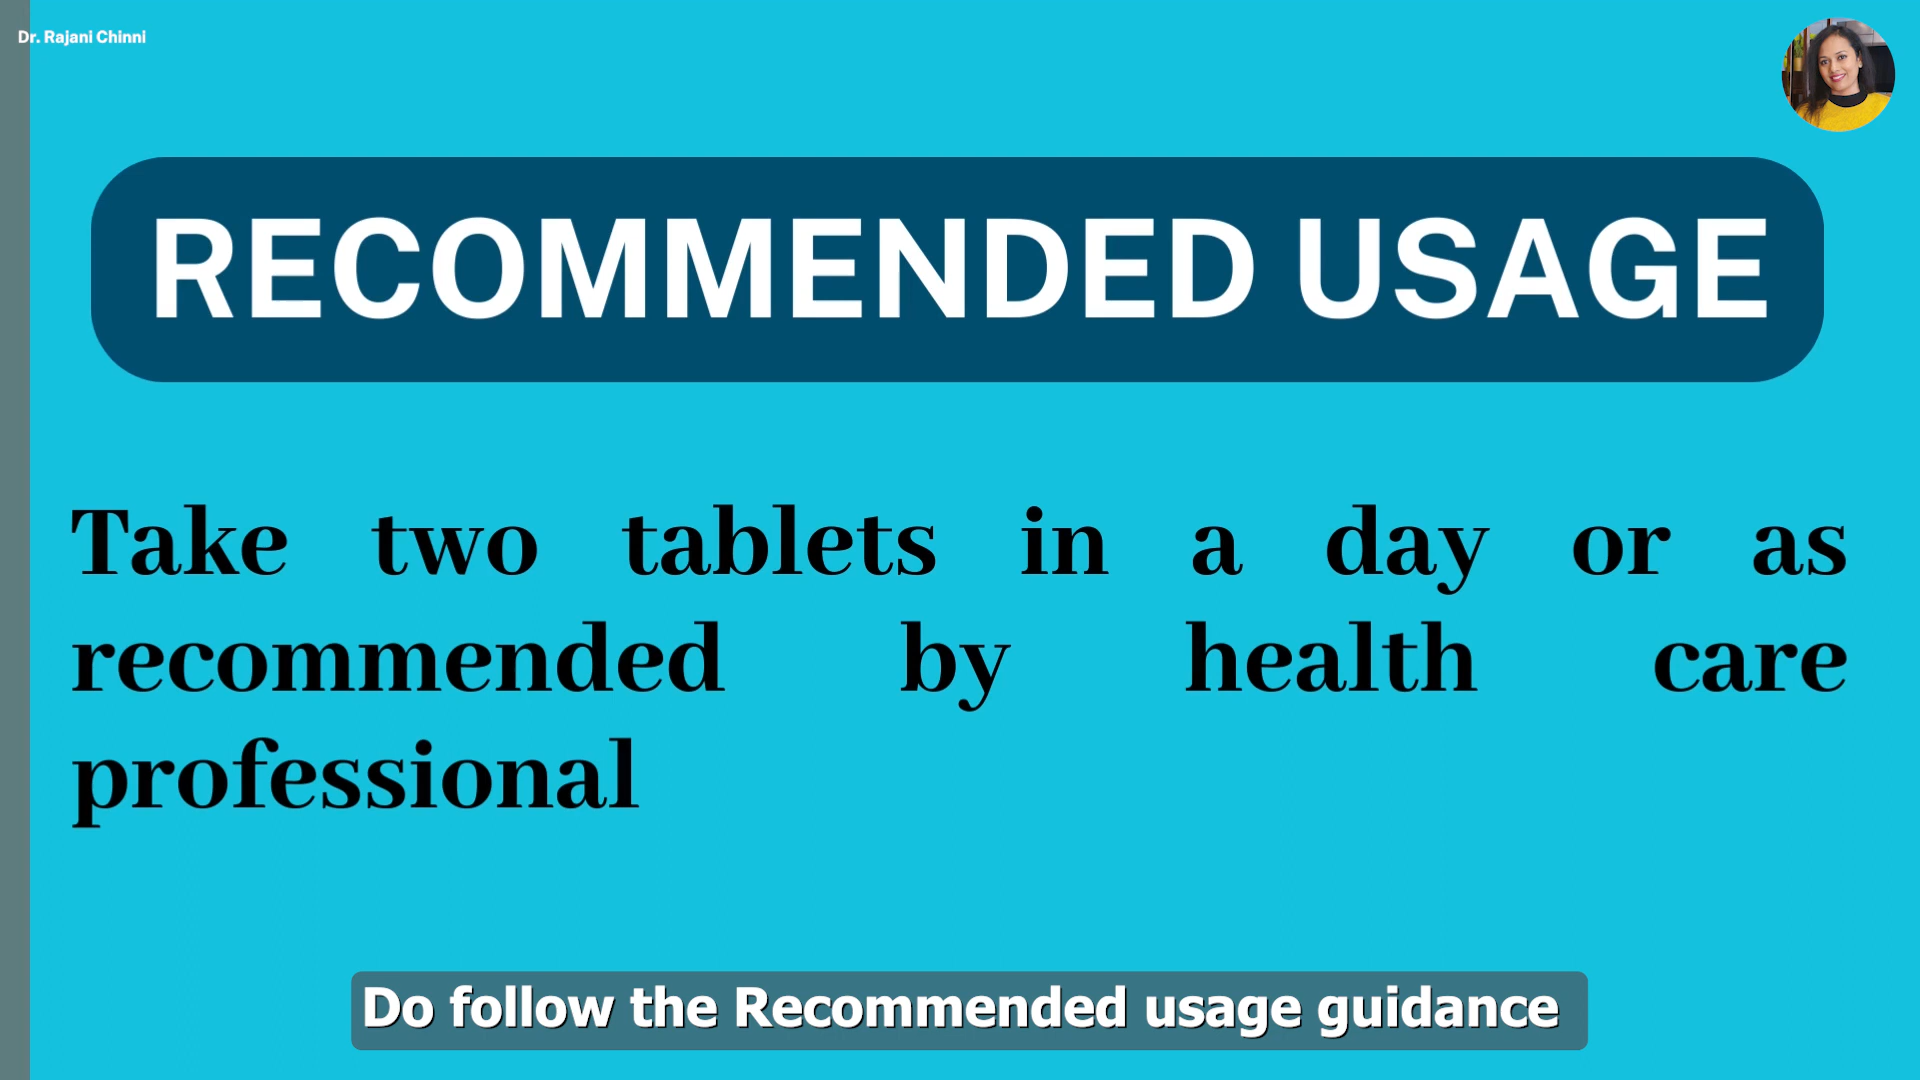 Dr. Rajani Chinni
RECOMMENDED USAGE
Take two tablets in a day or as
recommended by health care
professional
Do follow the Recommended usage guidance